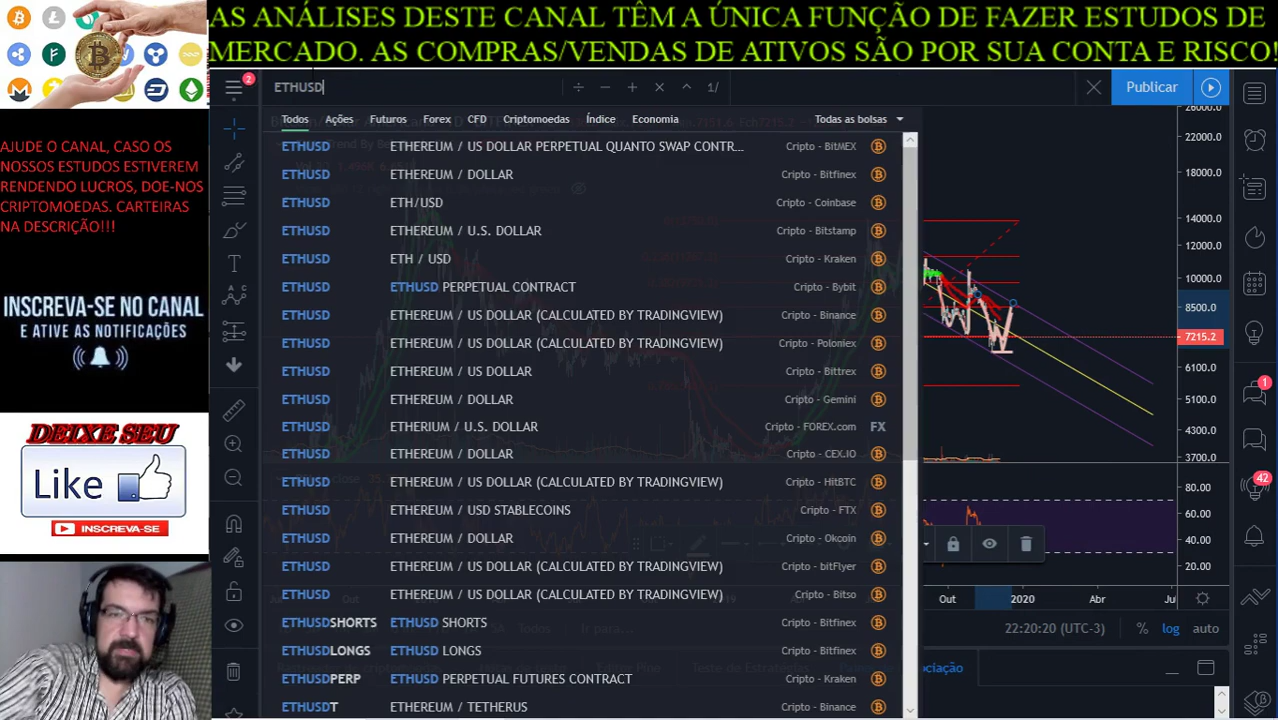 AS ANÁLISES DESTE CANAL TÊM A ÚNICA FUNÇÃO DE FAZER ESTUDOS DE
MERCADO. AS COMPRAS/VENDAS DE ATIVOS SÃO POR SUA CONTA E RISCO!
AJUDE O CANAL, CASO OS
NOSSOS ESTUDOS ESTIVEREM
RENDENDO LUCROS, DOE-NOS
CRIPTOMOEDAS. CARTEIRAS
NA DESCRIÇÃO!!!
INSCREVA-SE NO CANAL
E ATIVE AS NOTIFICAÇÕES
DEIXE SEU
Like
INSCREVA-SE
2
ETHUSD
1/
Publicar
Todos Ações Futuros Forex CFD Criptomoedas Índice Economia Todas as bolsas
ETHUSD ETHEREUM / US DOLLAR PERPETUAL QUANTO SWAP CONTR... Cripto - BitMEX
ETHUSD ETHEREUM / DOLLAR Cripto - Bitfinex
ETHUSD ETH/USD Cripto - Coinbase
ETHUSD ETHEREUM / U.S. DOLLAR Cripto - Bitstamp
ETHUSD ETH / USD Cripto - Kraken
ETHUSD ETHUSD PERPETUAL CONTRACT Cripto - Bybit
ETHUSD ETHEREUM / US DOLLAR (CALCULATED BY TRADINGVIEW) Cripto - Binance
ETHUSD ETHEREUM / US DOLLAR (CALCULATED BY TRADINGVIEW) Cripto - Poloniex
ETHUSD ETHEREUM / US DOLLAR Cripto - Bittrex
ETHUSD ETHEREUM / DOLLAR Cripto - Gemini
ETHUSD ETHERIUM / U.S. DOLLAR Cripto - FOREX.com FX
ETHUSD ETHEREUM / DOLLAR Cripto - CEX.IO
ETHUSD ETHEREUM / US DOLLAR (CALCULATED BY TRADINGVIEW) Cripto - HitBTC
ETHUSD ETHEREUM / USD STABLECOINS Cripto - FTX
ETHUSD ETHEREUM / DOLLAR Cripto - Okcoin
ETHUSD ETHEREUM / US DOLLAR (CALCULATED BY TRADINGVIEW) Cripto - bitFlyer
ETHUSD ETHEREUM / US DOLLAR (CALCULATED BY TRADINGVIEW) Cripto - Bitso
ETHUSDSHORTS ETHUSD SHORTS Cripto - Bitfinex
ETHUSDLONGS ETHUSD LONGS Cripto - Bitfinex
ETHUSDPERP ETHUSD PERPETUAL FUTURES CONTRACT Cripto - Kraken
ETHUSDT ETHEREUM / TETHERUS Cripto - Binance
26000.0
22000.0
18000.0
14000.0
12000.0
10000.0
8500.0
7215.2
6100.0
5100.0
4300.0
3700.0
80.00
60.00
40.00
20.00
Out 2020 Abr Jul
22:20:20 (UTC-3) % log auto
1
42